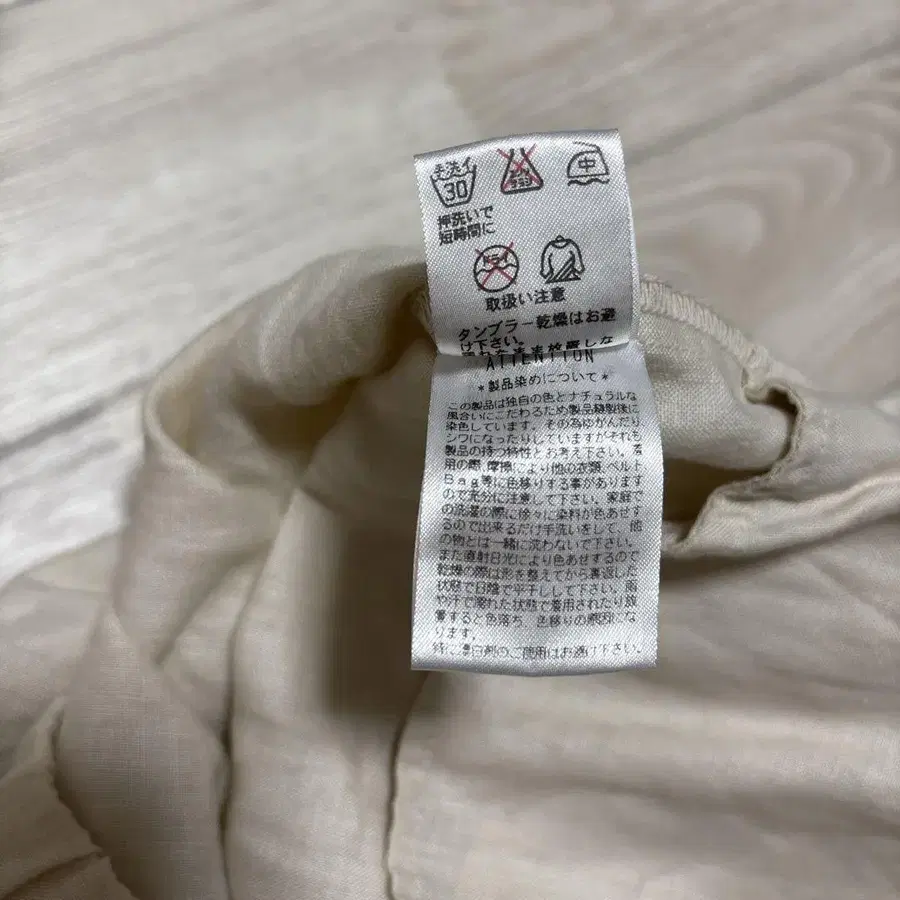 手洗イ 30
エンソサラシ
中
押洗いで
短時間に
ドライ
取扱い注意
タンブラー乾燥はお避
け下さい。
ATTENTION
*製品染めについて*
この製品は独自の色とナチュラルな
風合いにこだわるため製品縫製後に
染色しています。その為ゆがんだり
シワになったりしていますがそれも
製品の持つ特性とお考え下さい。着
用の際,摩擦により他の衣類,ベルト
Bag等に色移りする事があります
ので充分に注意して下さい。家庭で
の洗濯の際に徐々に染料が色あせす
るので出来るだけ手洗いをして、他
の物とは一緒に洗わないで下さい。
また直射日光により色あせするので
乾燥の際は形を整えてから裏返した
状態で日陰で平干しして下さい。雨
や汗で濡れた状態で着用されたり放
置すると色落ち、色移りの原因にな
ります。
特に漂白剤のご使用はお避け下さい。